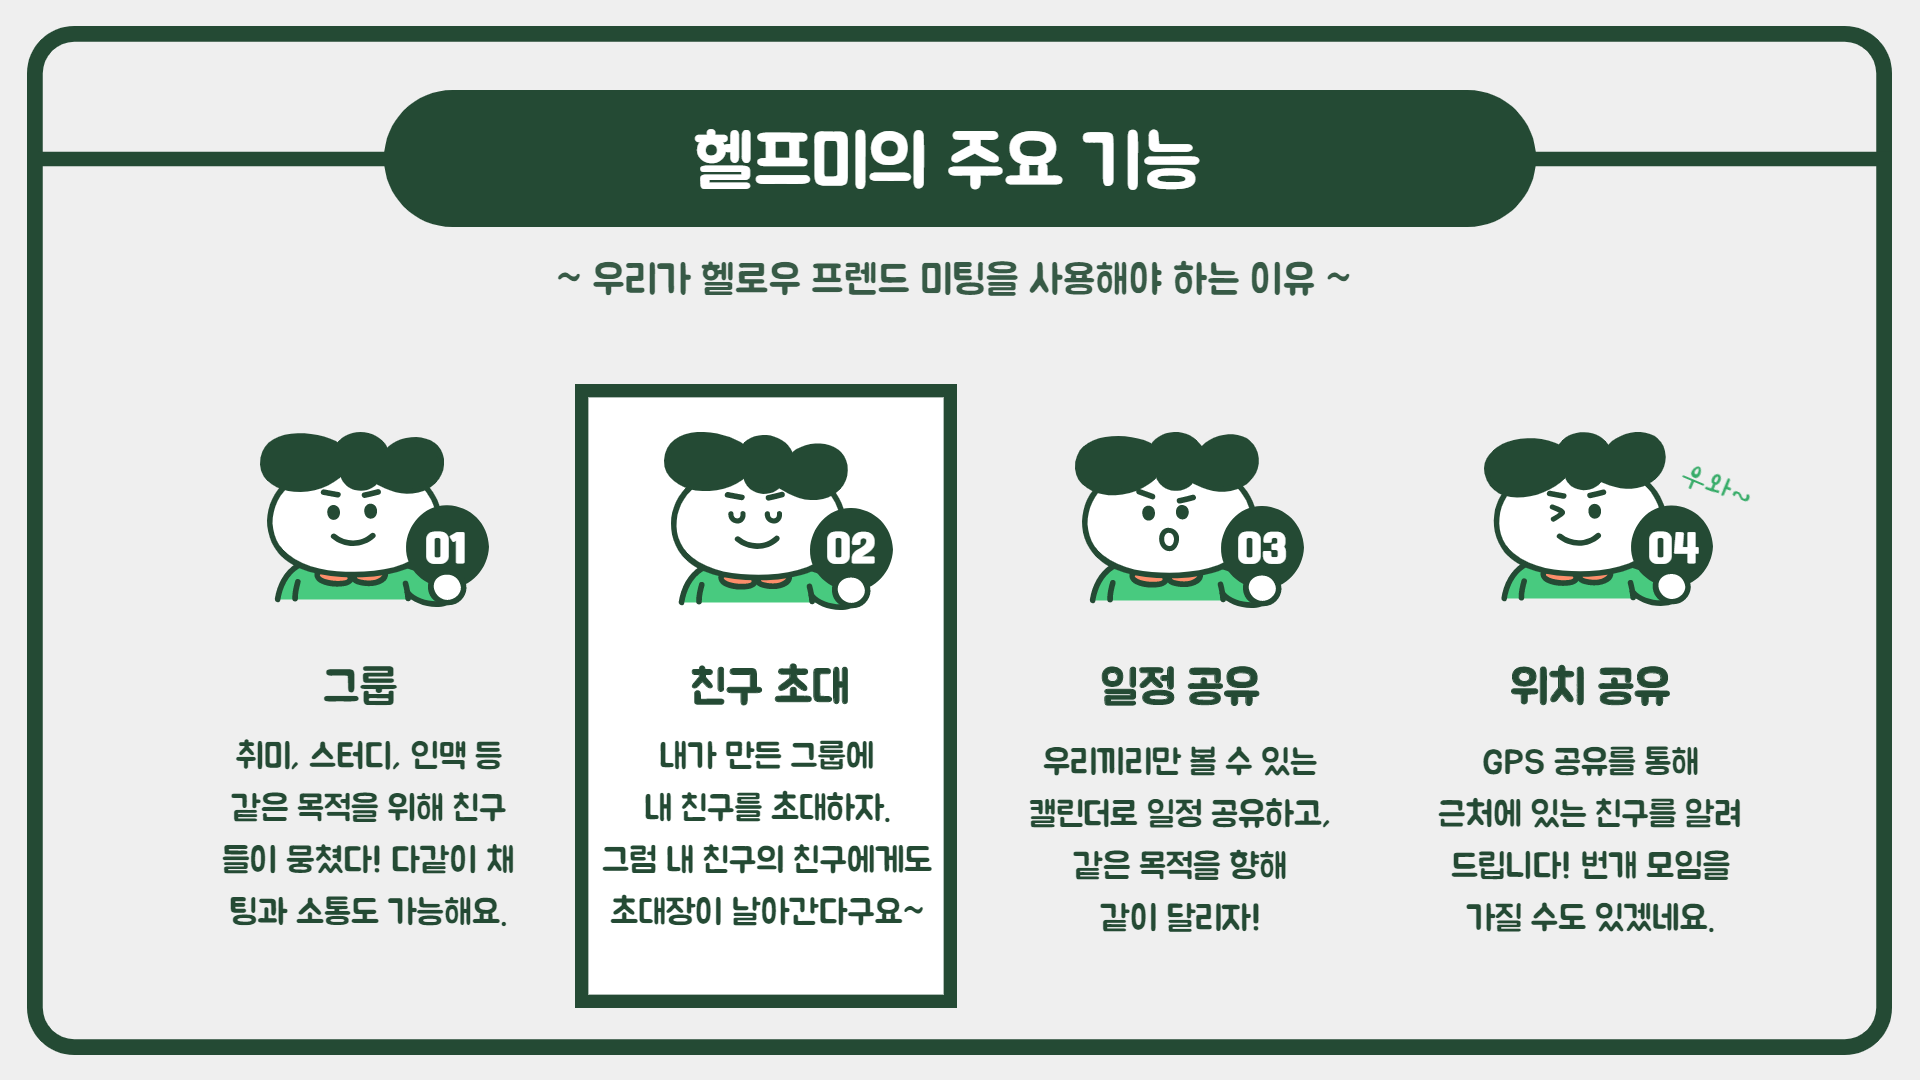 헬프미의 주요 기능
~ 우리가 헬로우 프렌드 미팅을 사용해야 하는 이유 ~
01
그룹
취미, 스터디, 인맥 등
같은 목적을 위해 친구
들이 뭉쳤다! 다같이 채
팅과 소통도 가능해요.
02
친구 초대
내가 만든 그룹에
내 친구를 초대하자.
그럼 내 친구의 친구에게도
초대장이 날아간다구요~
03
일정 공유
우리끼리만 볼 수 있는
캘린더로 일정 공유하고,
같은 목적을 향해
같이 달리자!
04
우와~
위치 공유
GPS 공유를 통해
근처에 있는 친구를 알려
드립니다! 번개 모임을
가질 수도 있겠네요.